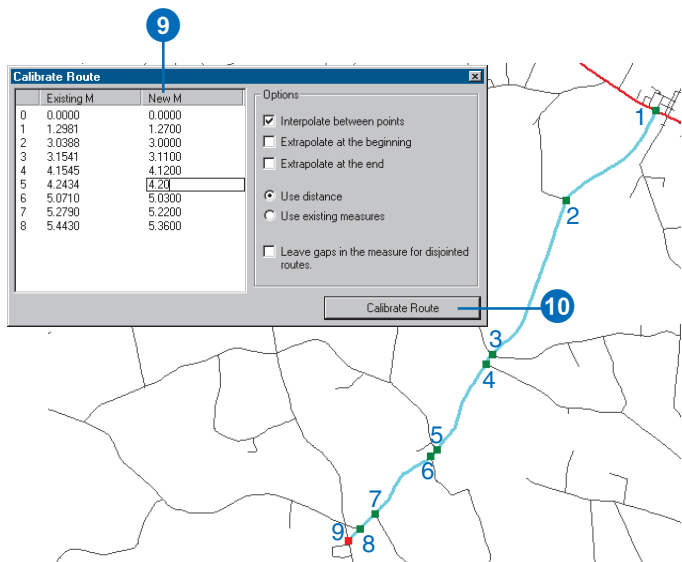 9
Calibrate Route
Existing M New M
0 0.0000 0.0000
1 1.2981 1.2700
2 3.0388 3.0000
3 3.1541 3.1100
4 4.1545 4.1200
5 4.2434 4.20
6 5.0710 5.0300
7 5.2790 5.2200
8 5.4430 5.3600
Options
Interpolate between points
Extrapolate at the beginning
Extrapolate at the end
Use distance
Use existing measures
Leave gaps in the measure for disjointed
routes.
Calibrate Route
10
1
2
3
4
5
6
7
8
9